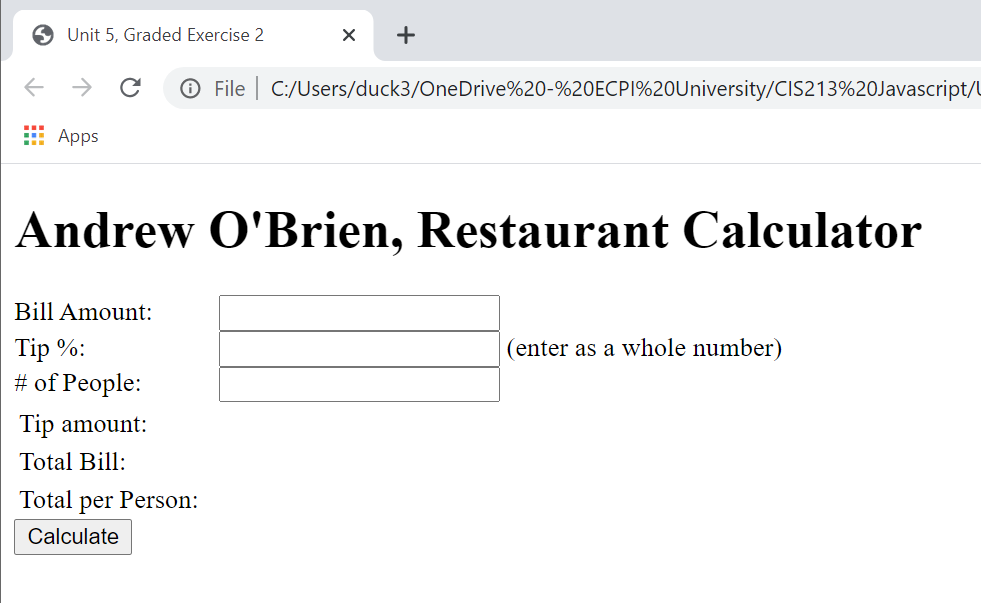 Unit 5, Graded Exercise 2
File | C:/Users/duck3/OneDrive%20-%20ECPI%20University/CIS213%20Javascript/
Apps
Andrew O'Brien, Restaurant Calculator
Bill Amount:
Tip %: (enter as a whole number)
# of People:
Tip amount:
Total Bill:
Total per Person:
Calculate